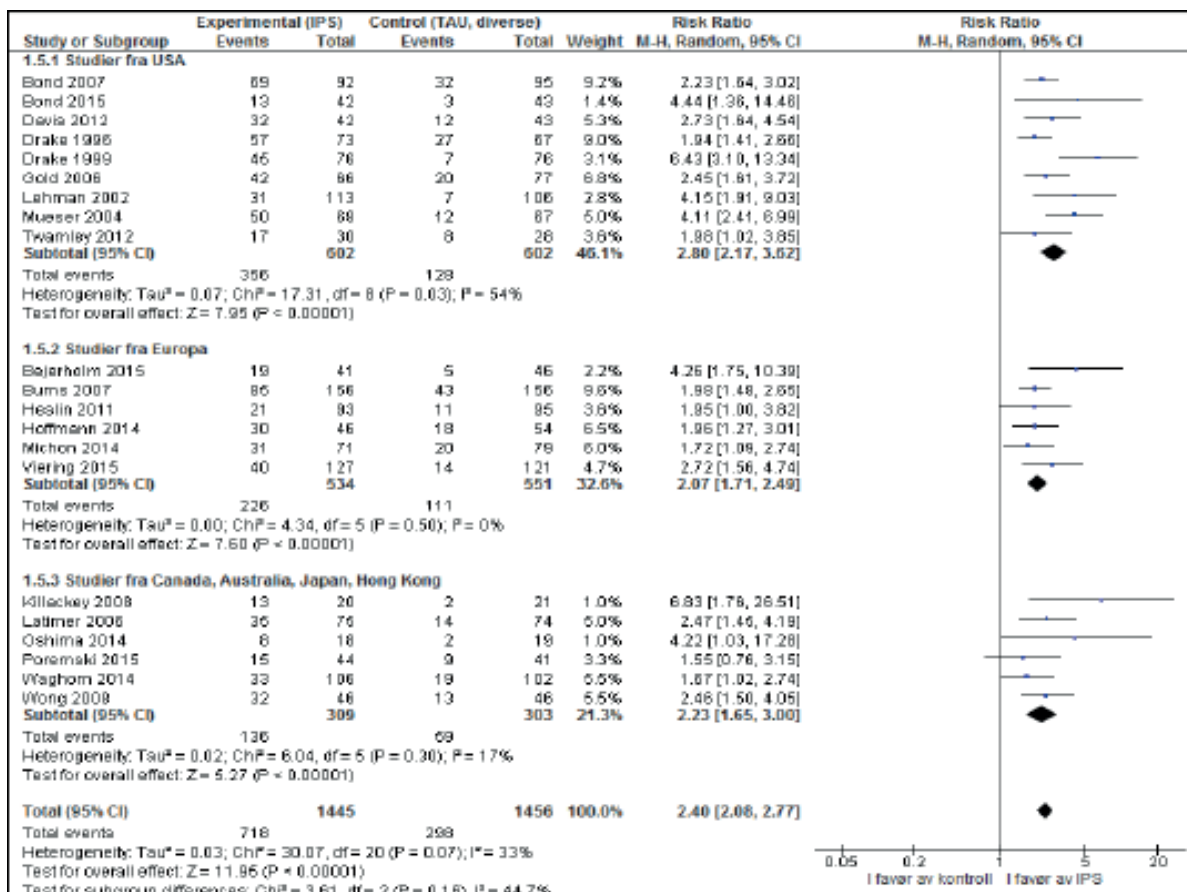 Experimental (IPS) Control (TAU, diverse) Risk Ratio Risk Ratio
Study or Subgroup Events Total Events Total Weight M-H, Random, 95% CI M-H, Random, 95% CI
1.5.1 Studier fra USA
Bond 2007 69 92 32 95 9.2% 2.23 [1.64, 3.02]
Bond 2015 13 42 3 43 1.4% 4.44 [1.36, 14.46]
Davis 2012 32 42 12 43 5.3% 2.73 [1.64, 4.54]
Drake 1996 57 73 27 67 9.0% 1.94 [1.41, 2.66]
Drake 1999 45 76 7 76 3.1% 6.43 [3.10, 13.34]
Gold 2006 42 66 20 77 6.8% 2.45 [1.61, 3.72]
Lehman 2002 31 113 7 106 2.8% 4.15 [1.91, 9.03]
Mueser 2004 50 68 12 67 5.0% 4.11 [2.41, 6.99]
Twamley 2012 17 30 8 28 3.6% 1.98 [1.02, 3.85]
Subtotal (95% CI) 602 602 46.1% 2.80 [2.17, 3.62]
Total events 356 128
Heterogeneity: Tau² = 0.07; Chi² = 17.31, df = 8 (P = 0.03); I² = 54%
Test for overall effect: Z = 7.95 (P < 0.00001)
1.5.2 Studier fra Europa
Bejerholm 2015 19 41 5 46 2.2% 4.26 [1.75, 10.39]
Burns 2007 85 156 43 156 9.6% 1.98 [1.48, 2.65]
Heslin 2011 21 93 11 95 3.6% 1.95 [1.00, 3.82]
Hoffmann 2014 30 46 18 54 6.5% 1.96 [1.27, 3.01]
Michon 2014 31 71 20 79 6.0% 1.72 [1.09, 2.74]
Viering 2015 40 127 14 121 4.7% 2.72 [1.56, 4.74]
Subtotal (95% CI) 534 551 32.6% 2.07 [1.71, 2.49]
Total events 226 111
Heterogeneity: Tau² = 0.00; Chi² = 4.34, df = 5 (P = 0.50); I² = 0%
Test for overall effect: Z = 7.60 (P < 0.00001)
1.5.3 Studier fra Canada, Australia, Japan, Hong Kong
Killackey 2008 13 20 2 21 1.0% 6.83 [1.76, 26.51]
Latimer 2006 35 75 14 74 5.0% 2.47 [1.45, 4.19]
Oshima 2014 8 18 2 19 1.0% 4.22 [1.03, 17.28]
Poremski 2015 15 44 9 41 3.3% 1.55 [0.76, 3.15]
Waghorn 2014 33 106 19 102 5.5% 1.67 [1.02, 2.74]
Wong 2008 32 46 13 46 5.5% 2.46 [1.50, 4.05]
Subtotal (95% CI) 309 303 21.3% 2.23 [1.65, 3.00]
Total events 136 59
Heterogeneity: Tau² = 0.02; Chi² = 6.04, df = 5 (P = 0.30); I² = 17%
Test for overall effect: Z = 5.27 (P < 0.00001)
Total (95% CI) 1445 1456 100.0% 2.40 [2.08, 2.77]
Total events 718 298
Heterogeneity: Tau² = 0.03; Chi² = 30.07, df = 20 (P = 0.07); I² = 33%
Test for overall effect: Z = 11.95 (P < 0.00001)
Test for subgroup differences: Chi² = 3.61, df = 2 (P = 0.16), I² = 44.7%
0.05 0.2 1 5 20
I favør av kontroll I favør av IPS